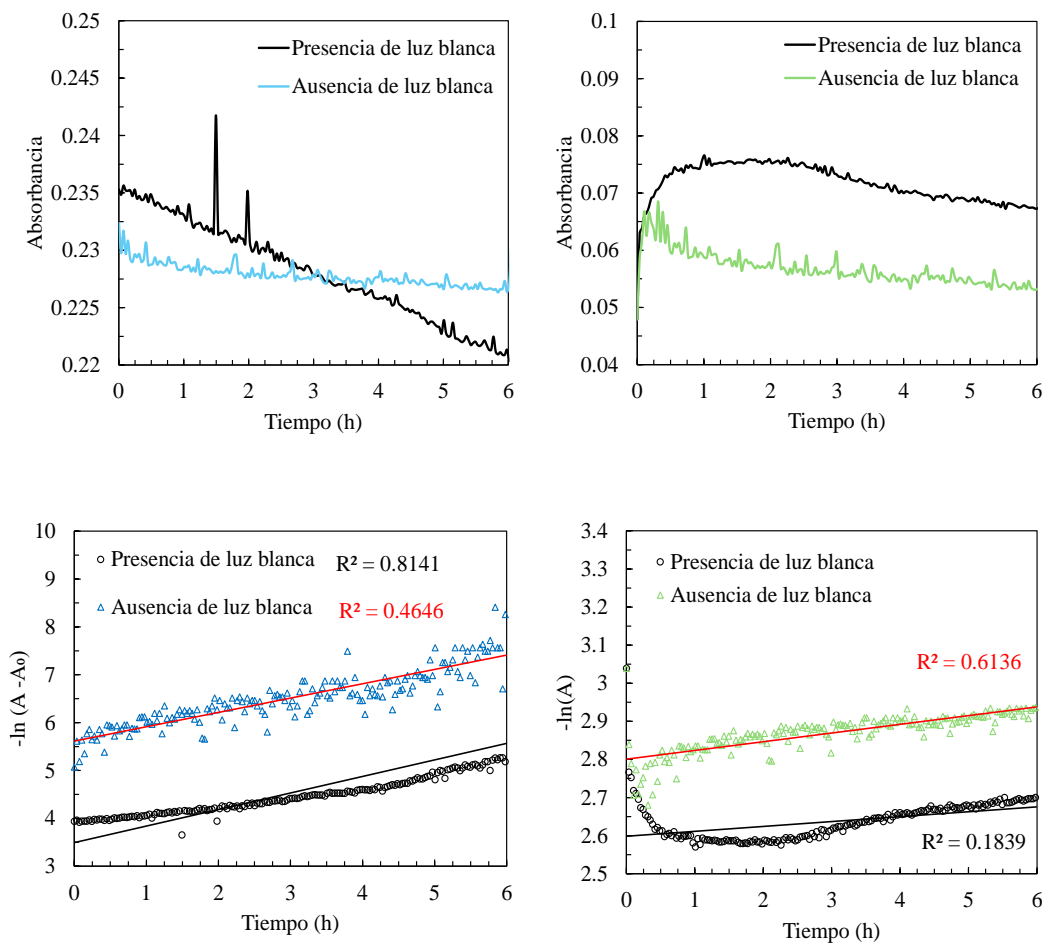 0.25
0.245
0.24
0.235
0.23
0.225
0.22
Absorbancia
Presencia de luz blanca
Ausencia de luz blanca
0 1 2 3 4 5 6
Tiempo (h)
0.1
0.09
0.08
0.07
0.06
0.05
0.04
Absorbancia
Presencia de luz blanca
Ausencia de luz blanca
0 1 2 3 4 5 6
Tiempo (h)
10
9
8
7
6
5
4
3
-ln (A -A₀)
Presencia de luz blanca
R² = 0.8141
Ausencia de luz blanca
R² = 0.4646
0 1 2 3 4 5 6
Tiempo (h)
3.4
3.3
3.2
3.1
3.0
2.9
2.8
2.7
2.6
2.5
-ln(A)
Presencia de luz blanca
Ausencia de luz blanca
R² = 0.6136
R² = 0.1839
0 1 2 3 4 5 6
Tiempo (h)